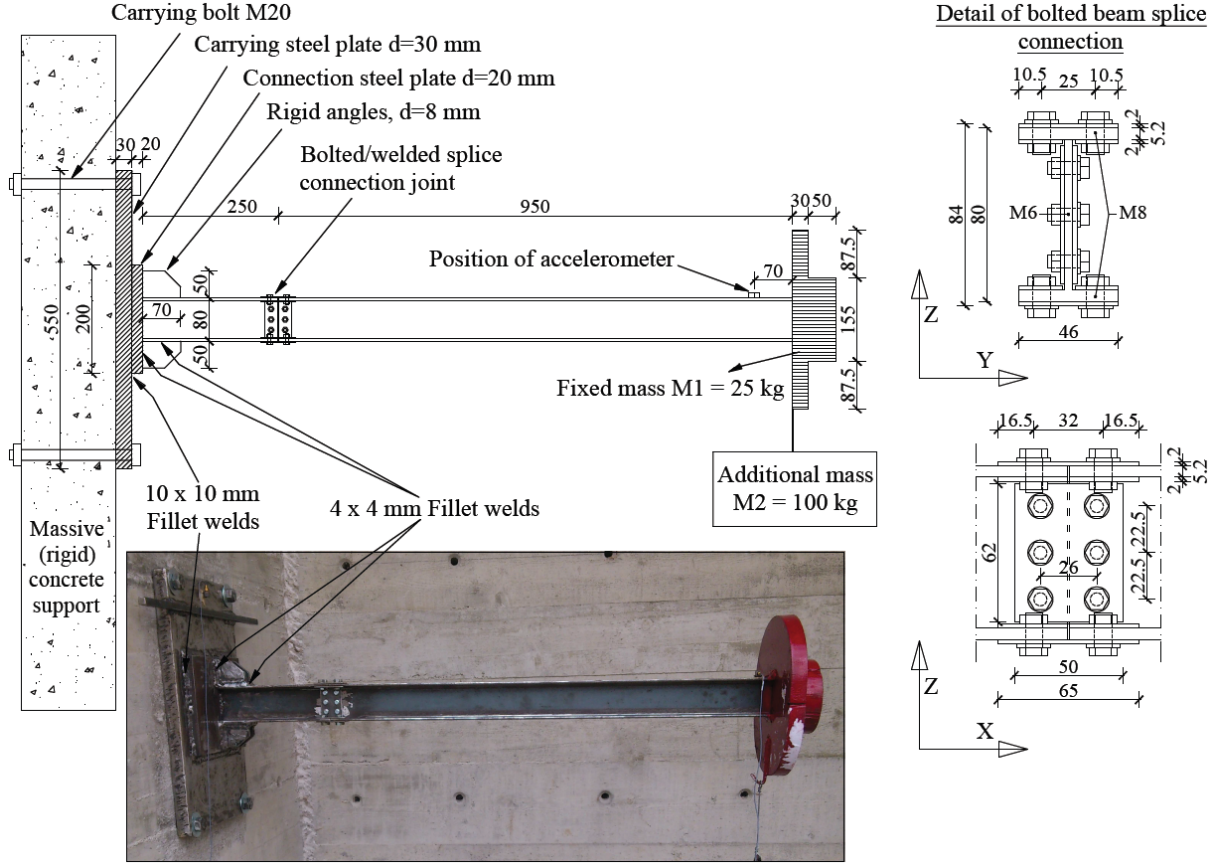 Carrying bolt M20
Carrying steel plate d=30 mm
Connection steel plate d=20 mm
Rigid angles, d=8 mm
Bolted/welded splice
connection joint
30 20
250
950
30 50
Position of accelerometer
70
87.5
155
87.5
550
200
70
50
80
50
Fixed mass M1 = 25 kg
Additional mass
M2 = 100 kg
10 x 10 mm
Fillet welds
4 x 4 mm Fillet welds
Massive
(rigid)
concrete
support
Detail of bolted beam splice
connection
10.5 25 10.5
2
5.2
2
84
80
M6
M8
46
Z
Y
16.5 32 16.5
2
5.2
2
62
26
22.5
22.5
50
65
Z
X